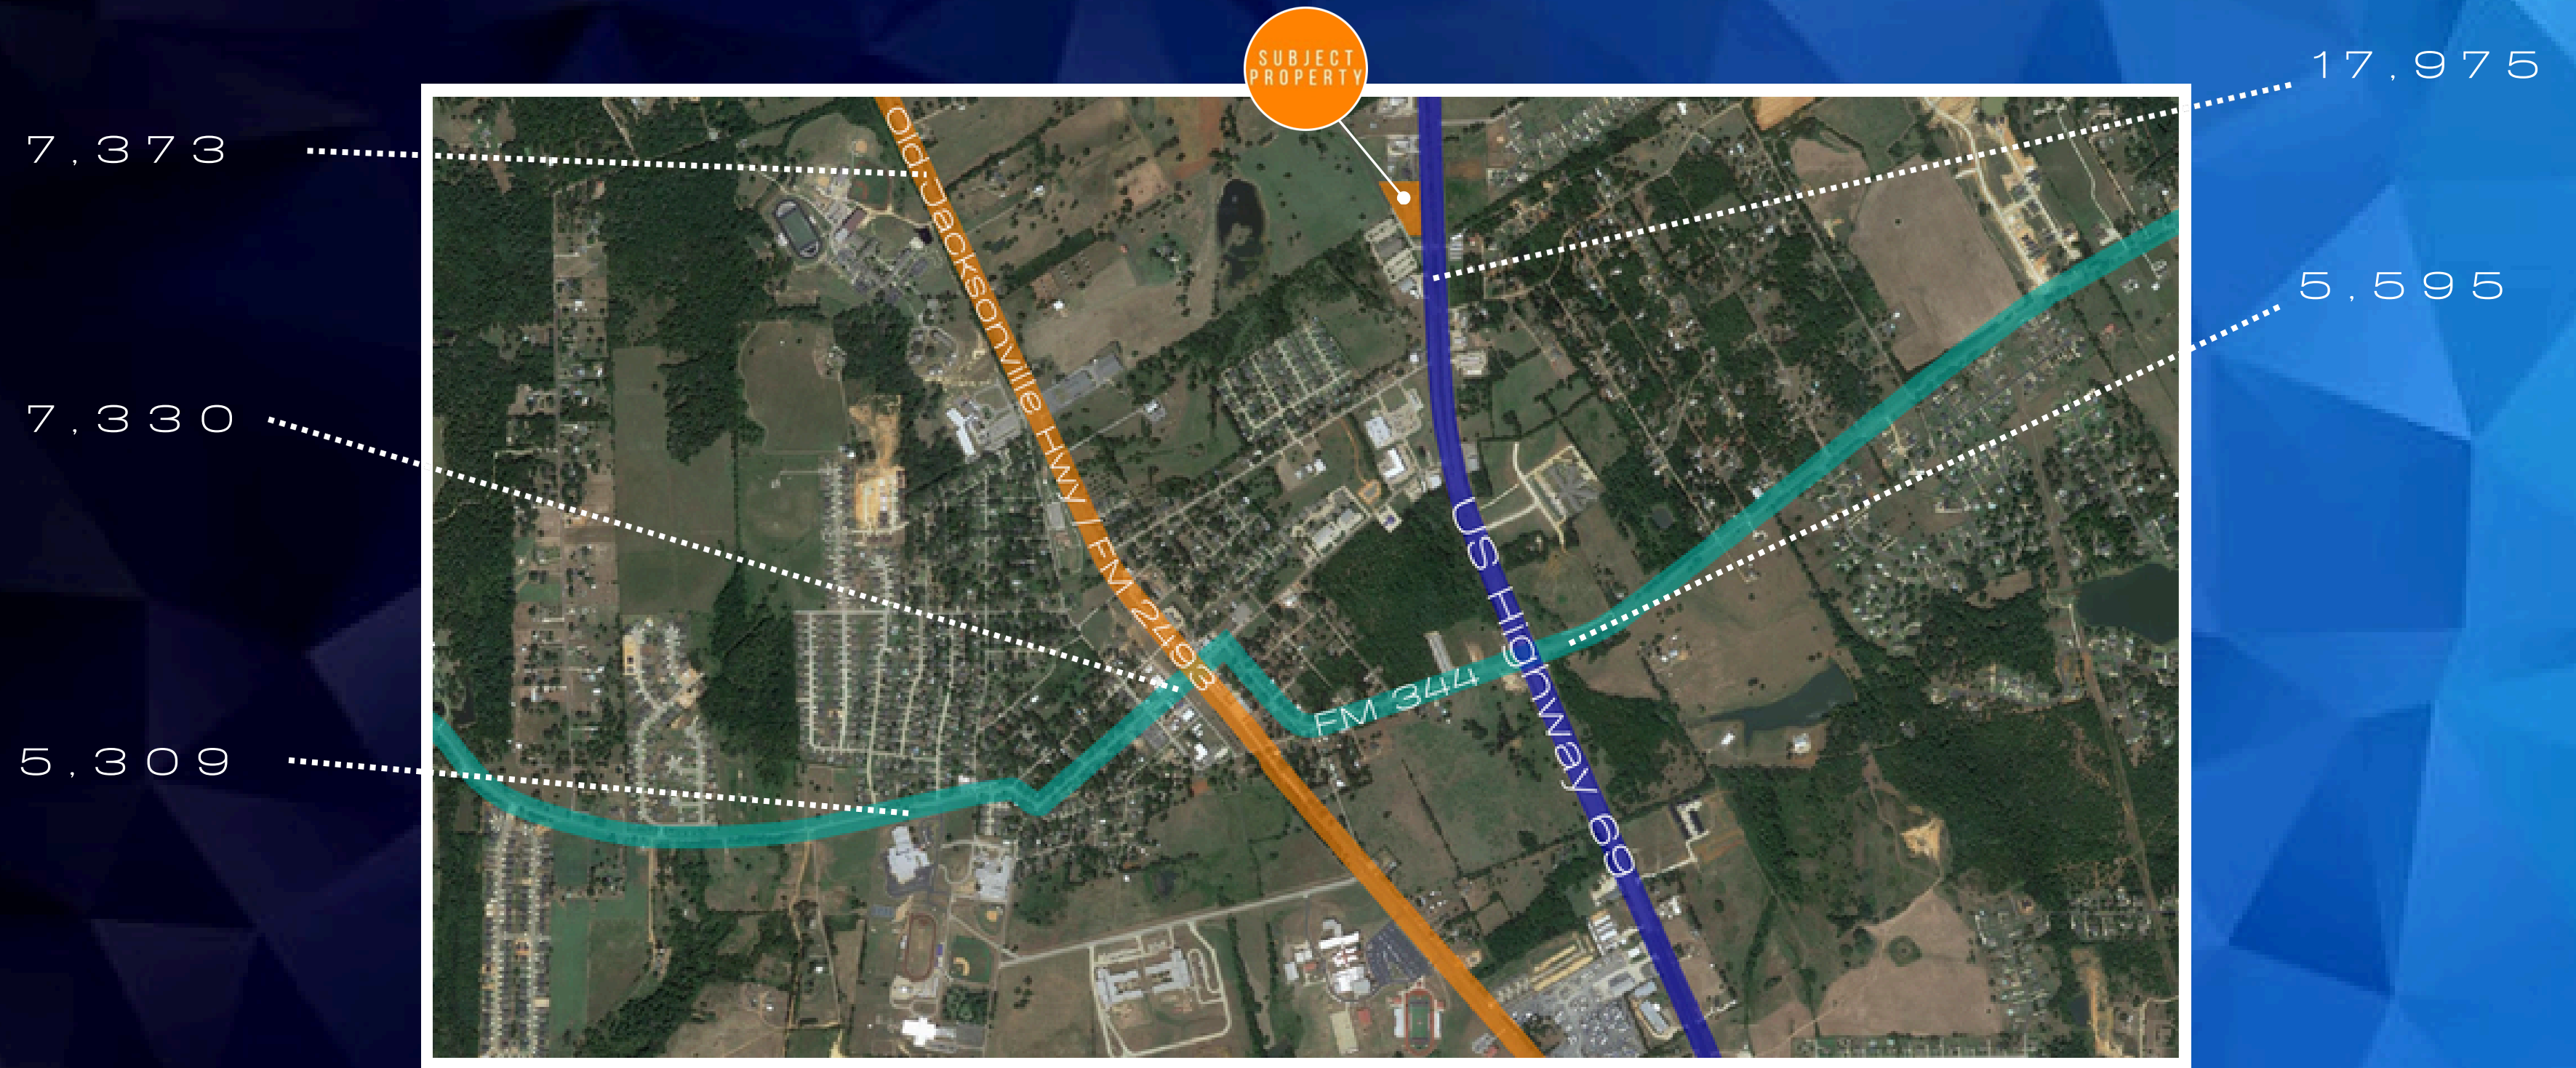 SUBJECT
PROPERTY
17,975
7,373
5,595
7,330
5,309
Old Jacksonville Hwy | FM 2493
US Highway 69
FM 344